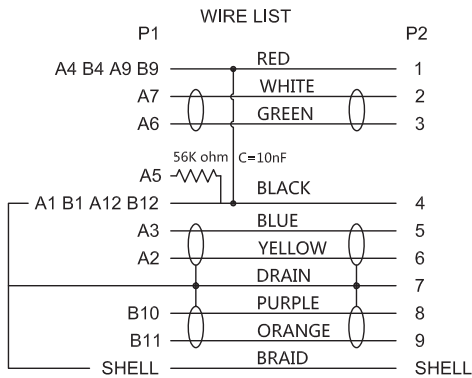 WIRE LIST
P1 P2
A4 B4 A9 B9 RED 1
A7 WHITE 2
A6 GREEN 3
56K ohm C=10nF
A5
A1 B1 A12 B12 BLACK 4
A3 BLUE 5
A2 YELLOW 6
DRAIN 7
B10 PURPLE 8
B11 ORANGE 9
SHELL BRAID SHELL